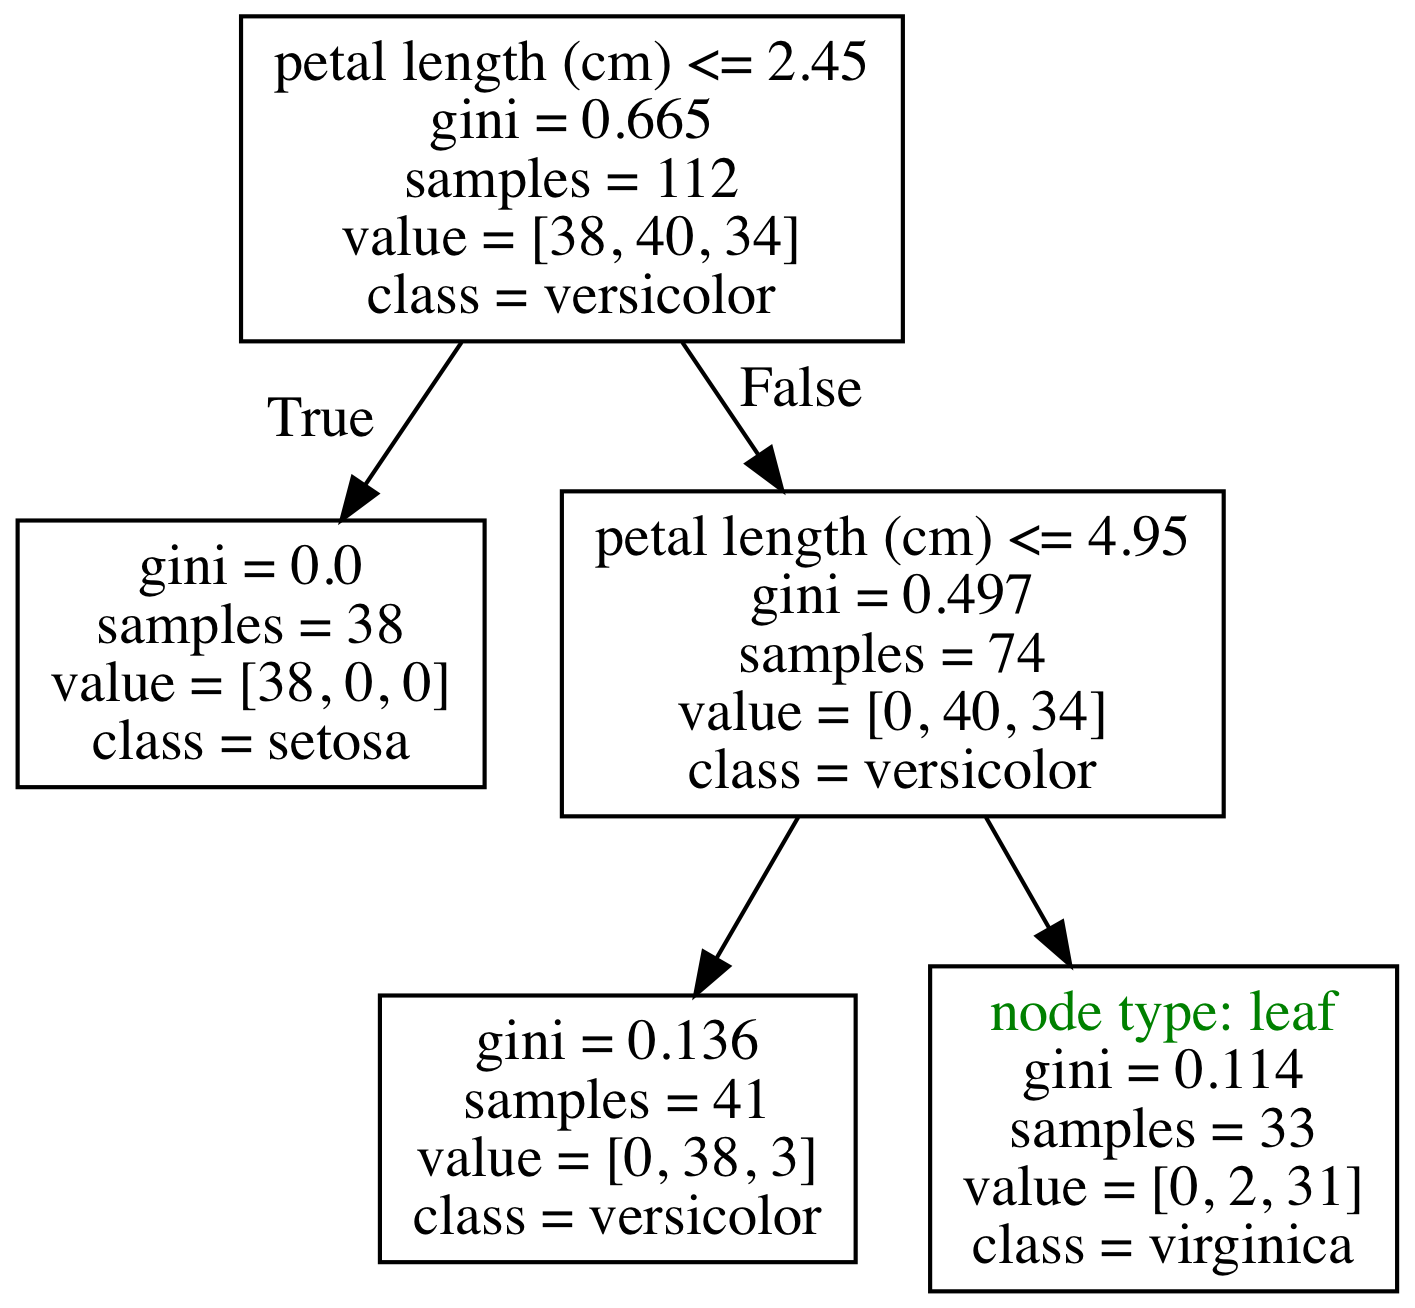 petal length (cm) <= 2.45
gini = 0.665
samples = 112
value = [38, 40, 34]
class = versicolor
True
False
gini = 0.0
samples = 38
value = [38, 0, 0]
class = setosa
petal length (cm) <= 4.95
gini = 0.497
samples = 74
value = [0, 40, 34]
class = versicolor
gini = 0.136
samples = 41
value = [0, 38, 3]
class = versicolor
node type: leaf
gini = 0.114
samples = 33
value = [0, 2, 31]
class = virginica